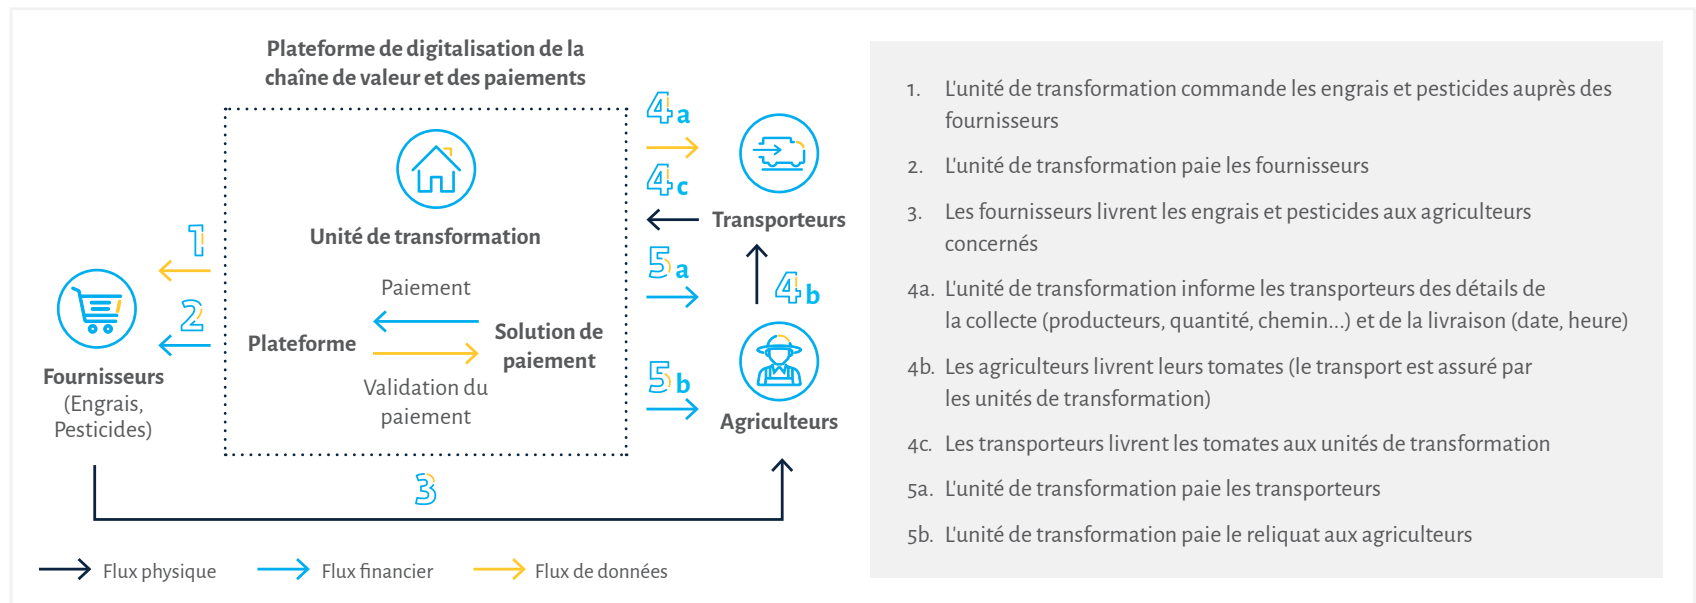 Plateforme de digitalisation de la
chaîne de valeur et des paiements
Unité de transformation
Paiement
Plateforme
Solution de
paiement
Validation du
paiement
1
2
Fournisseurs
(Engrais,
Pesticides)
3
4a
4c
Transporteurs
5a
4b
5b
Agriculteurs
Flux physique
Flux financier
Flux de données
1. L'unité de transformation commande les engrais et pesticides auprès des
fournisseurs
2. L'unité de transformation paie les fournisseurs
3. Les fournisseurs livrent les engrais et pesticides aux agriculteurs
concernés
4a. L'unité de transformation informe les transporteurs des détails de
la collecte (producteurs, quantité, chemin...) et de la livraison (date, heure)
4b. Les agriculteurs livrent leurs tomates (le transport est assuré par
les unités de transformation)
4c. Les transporteurs livrent les tomates aux unités de transformation
5a. L'unité de transformation paie les transporteurs
5b. L'unité de transformation paie le reliquat aux agriculteurs